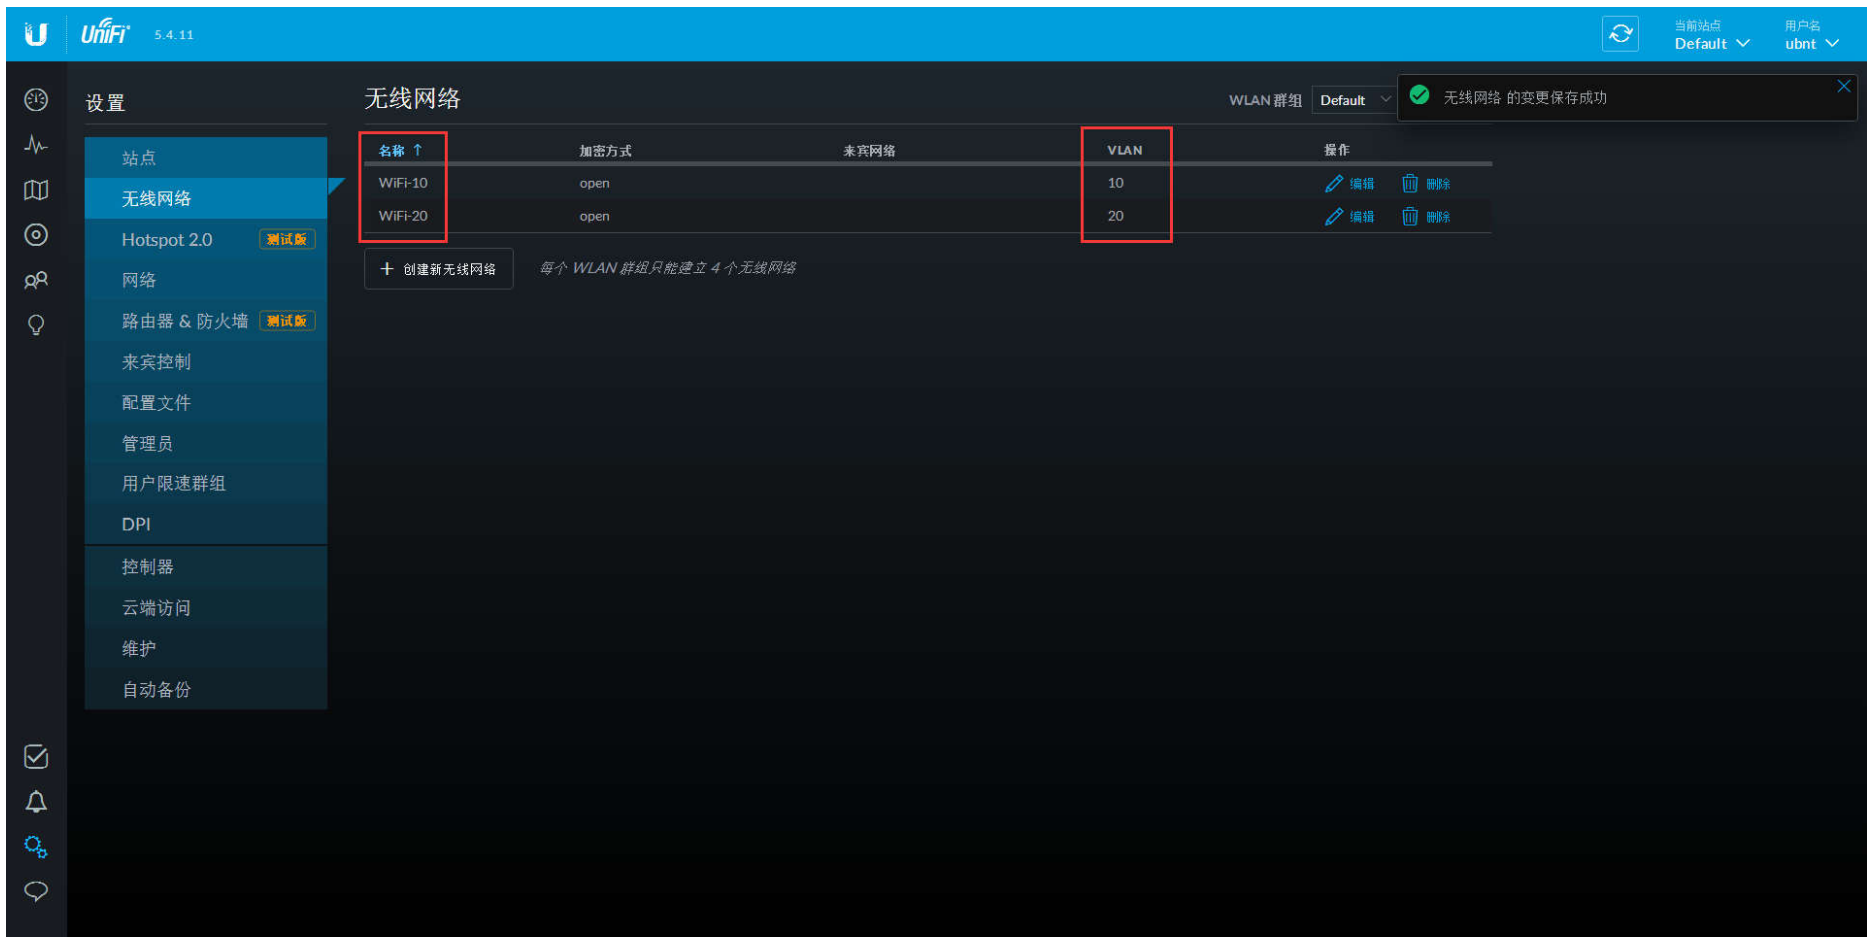 UniFi 5.4.11
当前站点
Default
用户名
ubnt
设置
站点
无线网络
Hotspot 2.0 测试版
网络
路由器 & 防火墙 测试版
来宾控制
配置文件
管理员
用户限速群组
DPI
控制器
云端访问
维护
自动备份
无线网络
WLAN 群组 Default
无线网络 的变更保存成功
名称 ↑ 加密方式 来宾网络 VLAN 操作
WiFi-10 open 10 编辑 删除
WiFi-20 open 20 编辑 删除
+ 创建新无线网络 每个 WLAN 群组只能建立 4 个无线网络